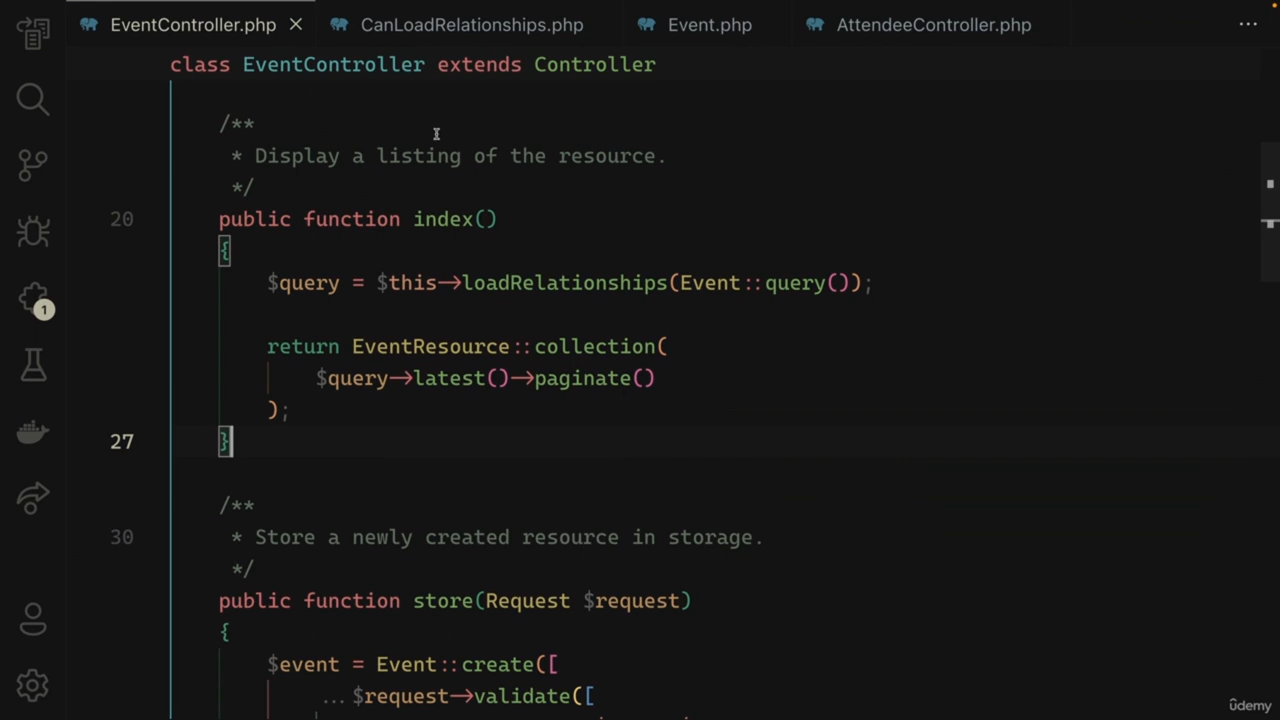 EventController.php CanLoadRelationships.php Event.php AttendeeController.php
class EventController extends Controller
/**
* Display a listing of the resource.
*/
20 public function index()
{
$query = $this->loadRelationships(Event::query());
return EventResource::collection(
$query->latest()->paginate()
);
27 }
/**
30 * Store a newly created resource in storage.
*/
public function store(Request $request)
{
$event = Event::create([
...$request->validate([
1
ûdemy